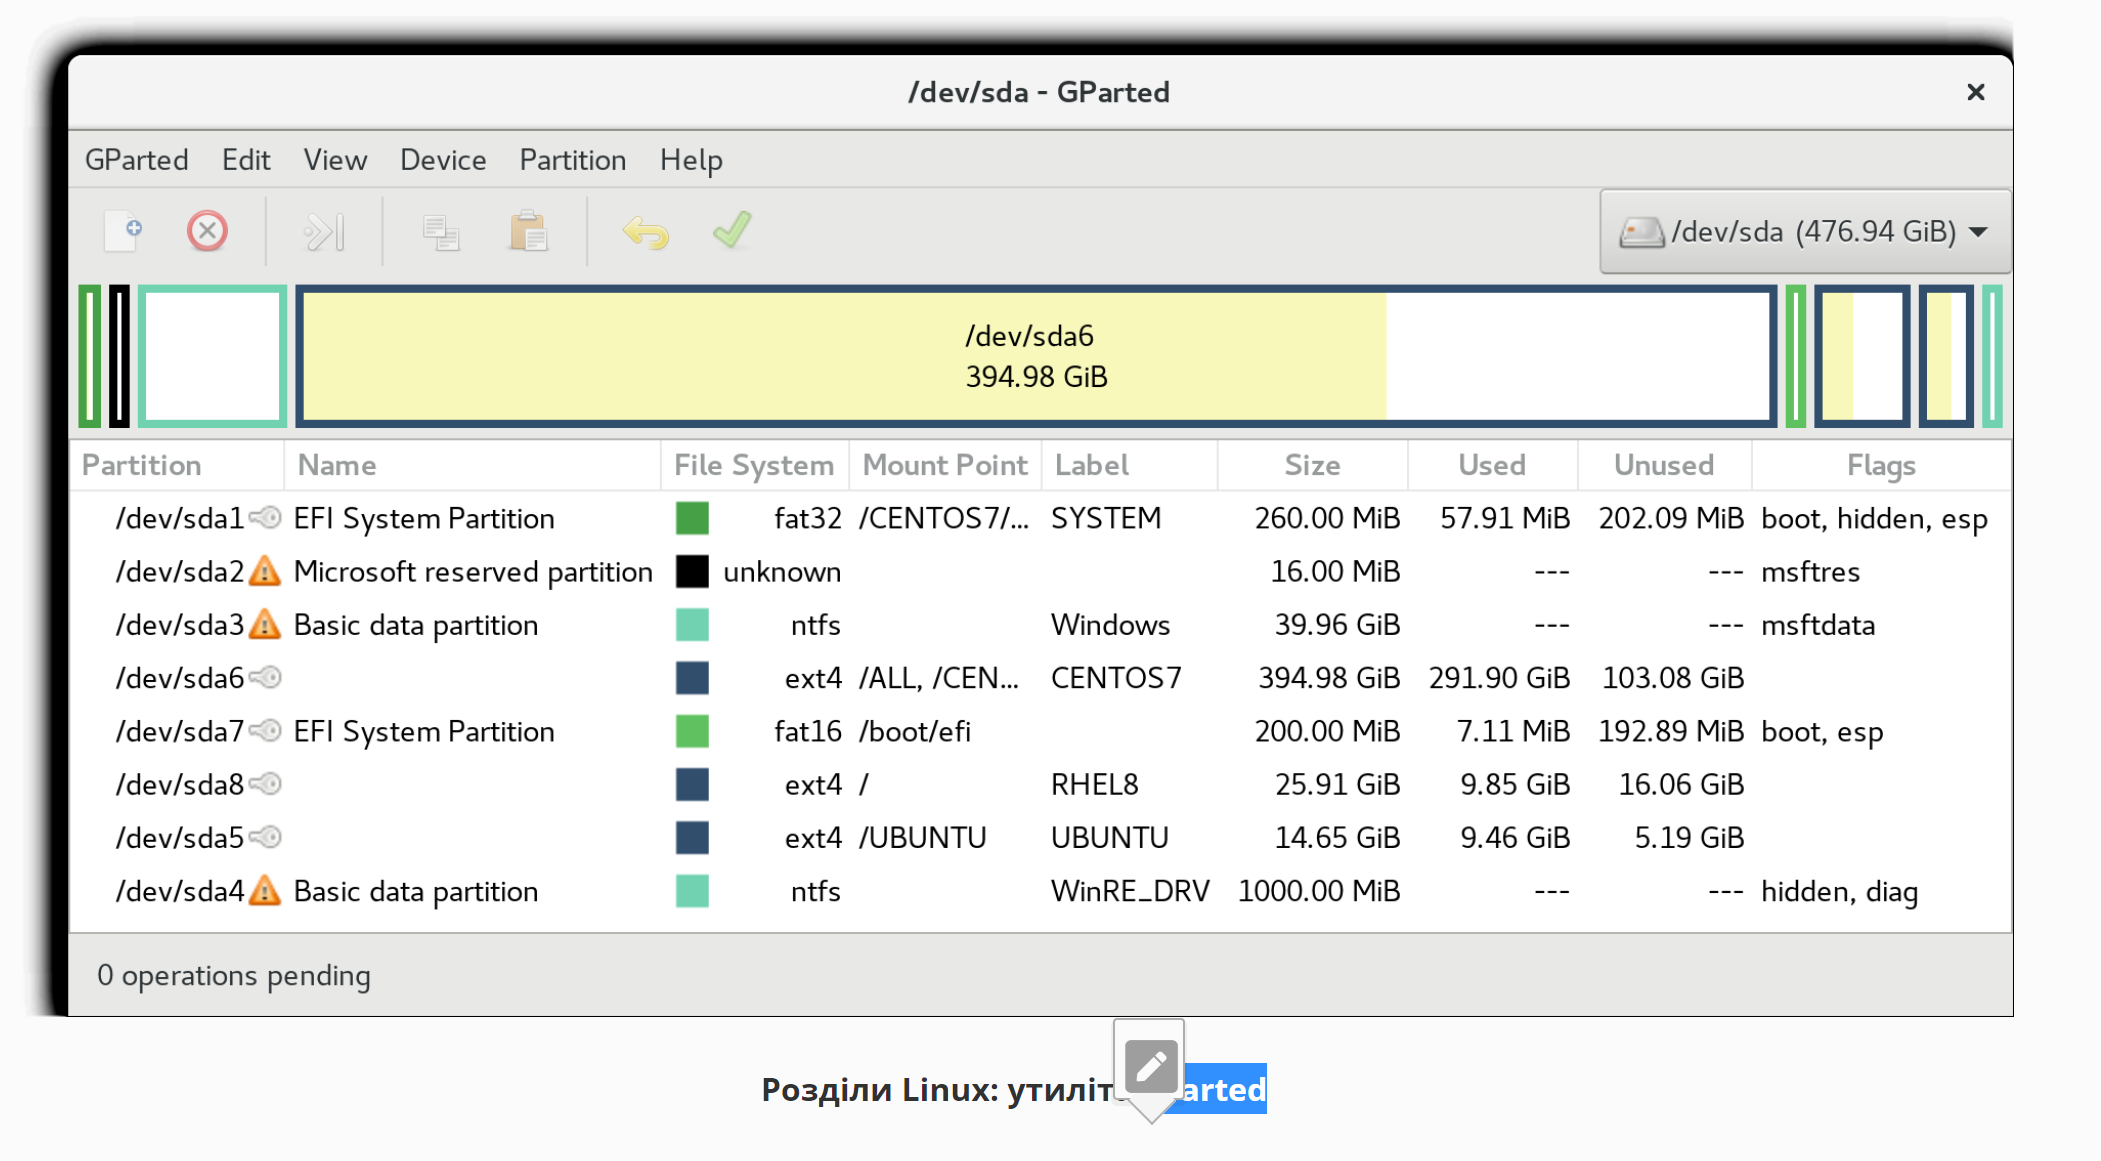 /dev/sda - GParted
GParted Edit View Device Partition Help
/dev/sda (476.94 GiB)
/dev/sda6
394.98 GiB
Partition Name File System Mount Point Label Size Used Unused Flags
/dev/sda1 EFI System Partition fat32 /CENTOS7/... SYSTEM 260.00 MiB 57.91 MiB 202.09 MiB boot, hidden, esp
/dev/sda2 Microsoft reserved partition unknown 16.00 MiB --- --- msftres
/dev/sda3 Basic data partition ntfs Windows 39.96 GiB --- --- msftdata
/dev/sda6 ext4 /ALL, /CEN... CENTOS7 394.98 GiB 291.90 GiB 103.08 GiB
/dev/sda7 EFI System Partition fat16 /boot/efi 200.00 MiB 7.11 MiB 192.89 MiB boot, esp
/dev/sda8 ext4 / RHEL8 25.91 GiB 9.85 GiB 16.06 GiB
/dev/sda5 ext4 /UBUNTU UBUNTU 14.65 GiB 9.46 GiB 5.19 GiB
/dev/sda4 Basic data partition ntfs WinRE_DRV 1000.00 MiB --- --- hidden, diag
0 operations pending
Розділи Linux: утиліт arted